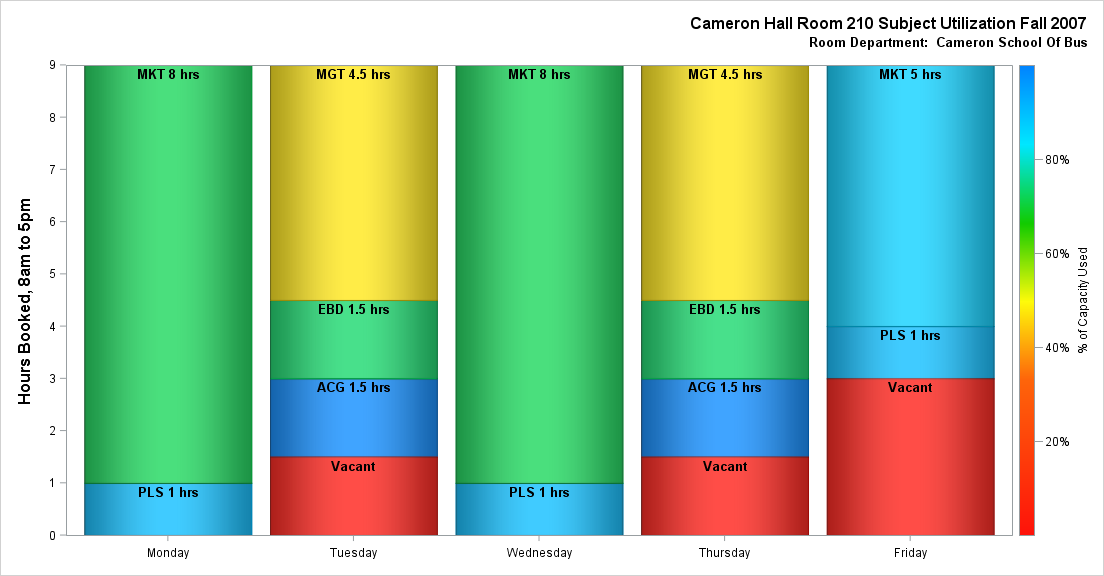 Cameron Hall Room 210 Subject Utilization Fall 2007
Room Department: Cameron School Of Bus
Hours Booked, 8am to 5pm
9
8
7
6
5
4
3
2
1
0
MKT 8 hrs
PLS 1 hrs
MGT 4.5 hrs
EBD 1.5 hrs
ACG 1.5 hrs
Vacant
MKT 8 hrs
PLS 1 hrs
MGT 4.5 hrs
EBD 1.5 hrs
ACG 1.5 hrs
Vacant
MKT 5 hrs
PLS 1 hrs
Vacant
Monday
Tuesday
Wednesday
Thursday
Friday
80%
60%
40%
20%
% of Capacity Used